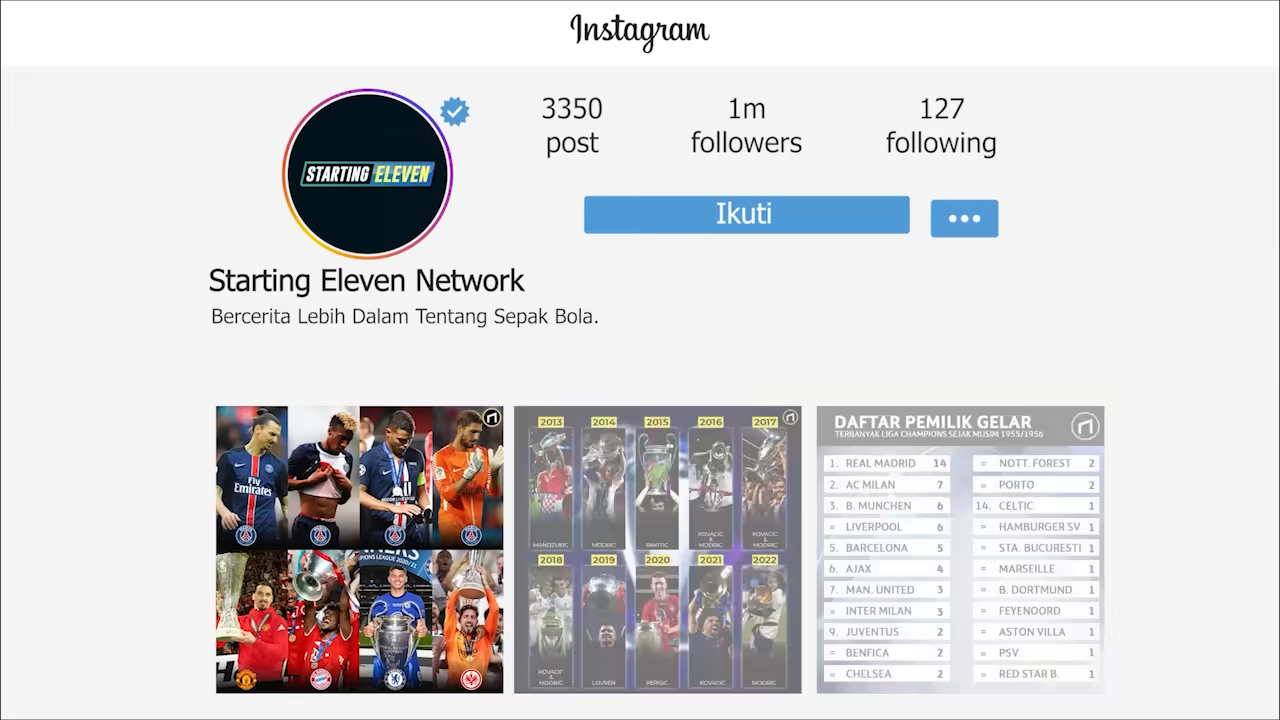 Instagram
3350
post
1m
followers
127
following
STARTING ELEVEN
Ikuti
Starting Eleven Network
Bercerita Lebih Dalam Tentang Sepak Bola.
Fly
Emirates
2013
2014
2015
2016
2017
MANDZUKIC
MODRIC
RAKITIC
KOVACIC
&
MODRIC
KOVACIC
&
MODRIC
2018
2019
2020
2021
2022
KOVACIC
&
MODRIC
LOVREN
PERISIC
KOVACIC
MODRIC
DAFTAR PEMILIK GELAR
TERBANYAK LIGA CHAMPIONS SEJAK MUSIM 1955/1956
1. REAL MADRID 14
2. AC MILAN 7
3. B. MUNCHEN 6
= LIVERPOOL 6
5. BARCELONA 5
6. AJAX 4
7. MAN. UNITED 3
= INTER MILAN 3
9. JUVENTUS 2
= BENFICA 2
= CHELSEA 2
= NOTT. FOREST 2
= PORTO 2
14. CELTIC 1
= HAMBURGER SV 1
= STA. BUCURESTI 1
= MARSEILLE 1
= B. DORTMUND 1
= FEYENOORD 1
= ASTON VILLA 1
= PSV 1
= RED STAR B. 1